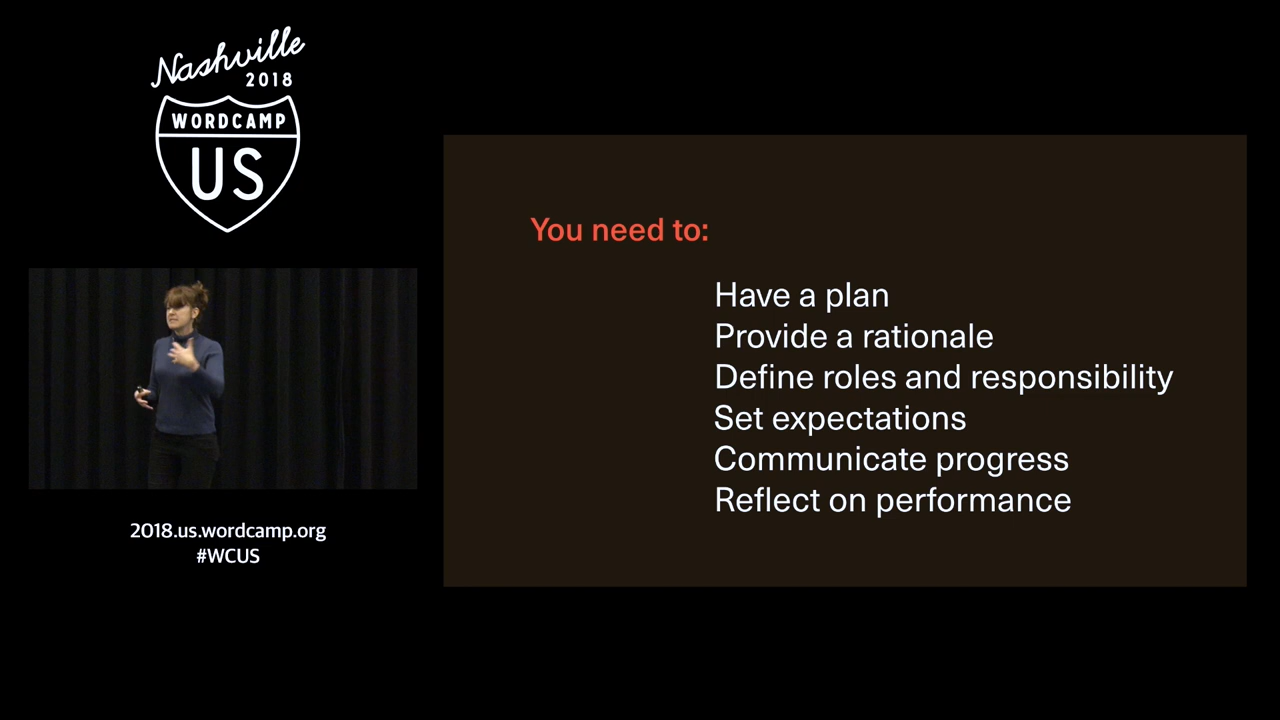 Nashville
2018
WORDCAMP
US
2018.us.wordcamp.org
#WCUS
You need to:
Have a plan
Provide a rationale
Define roles and responsibility
Set expectations
Communicate progress
Reflect on performance